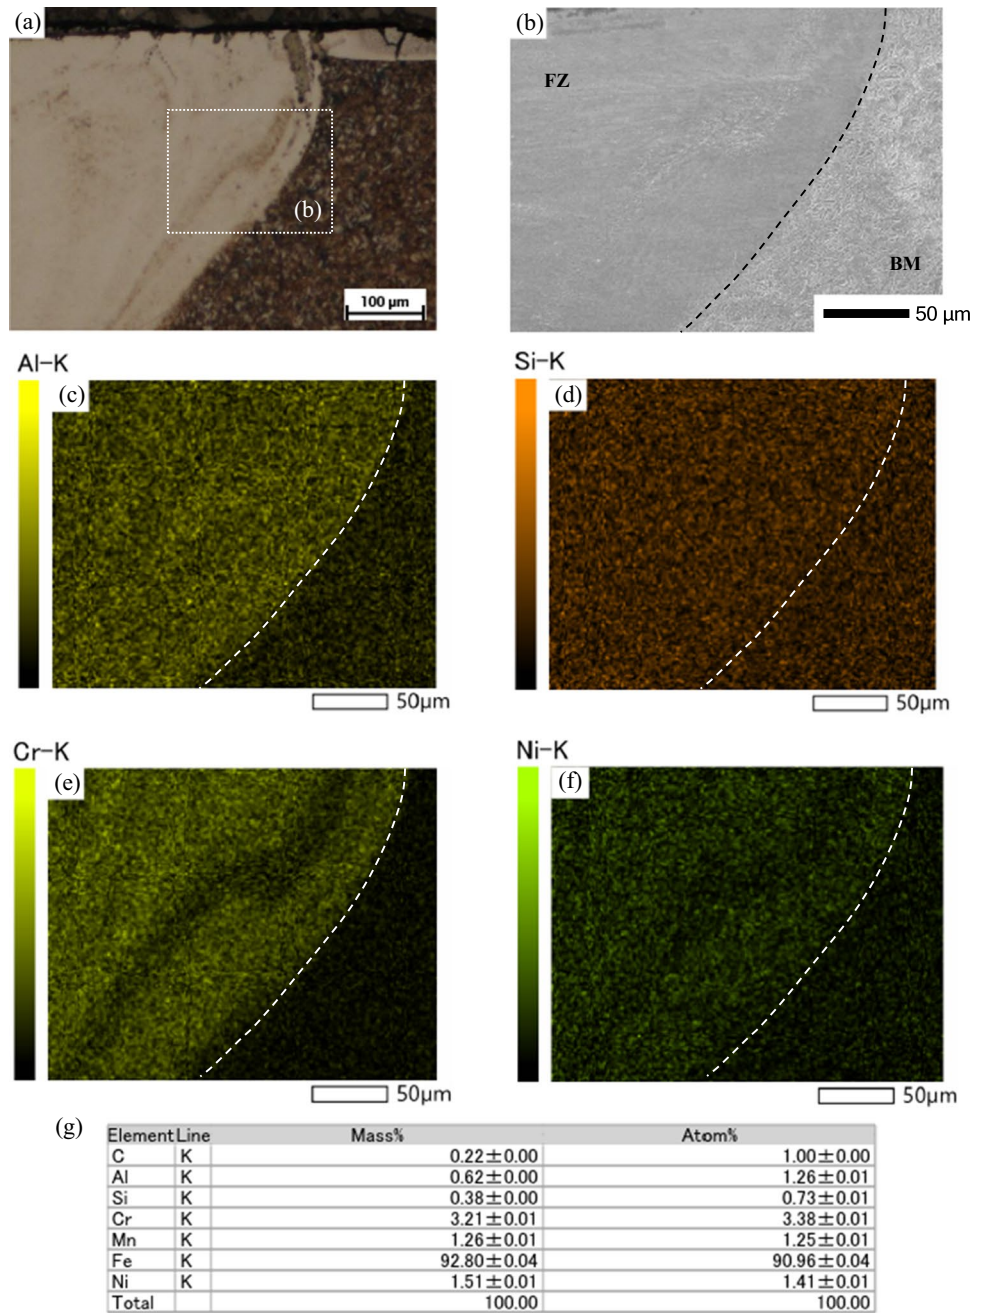 (a)
(b)
100 µm
(b)
FZ
BM
50 µm
Al-K
(c)
50µm
Si-K
(d)
50µm
Cr-K
(e)
50µm
Ni-K
(f)
50µm
(g)
Element Line Mass% Atom%
C K 0.22±0.00 1.00±0.00
Al K 0.62±0.00 1.26±0.01
Si K 0.38±0.00 0.73±0.01
Cr K 3.21±0.01 3.38±0.01
Mn K 1.26±0.01 1.25±0.01
Fe K 92.80±0.04 90.96±0.04
Ni K 1.51±0.01 1.41±0.01
Total 100.00 100.00